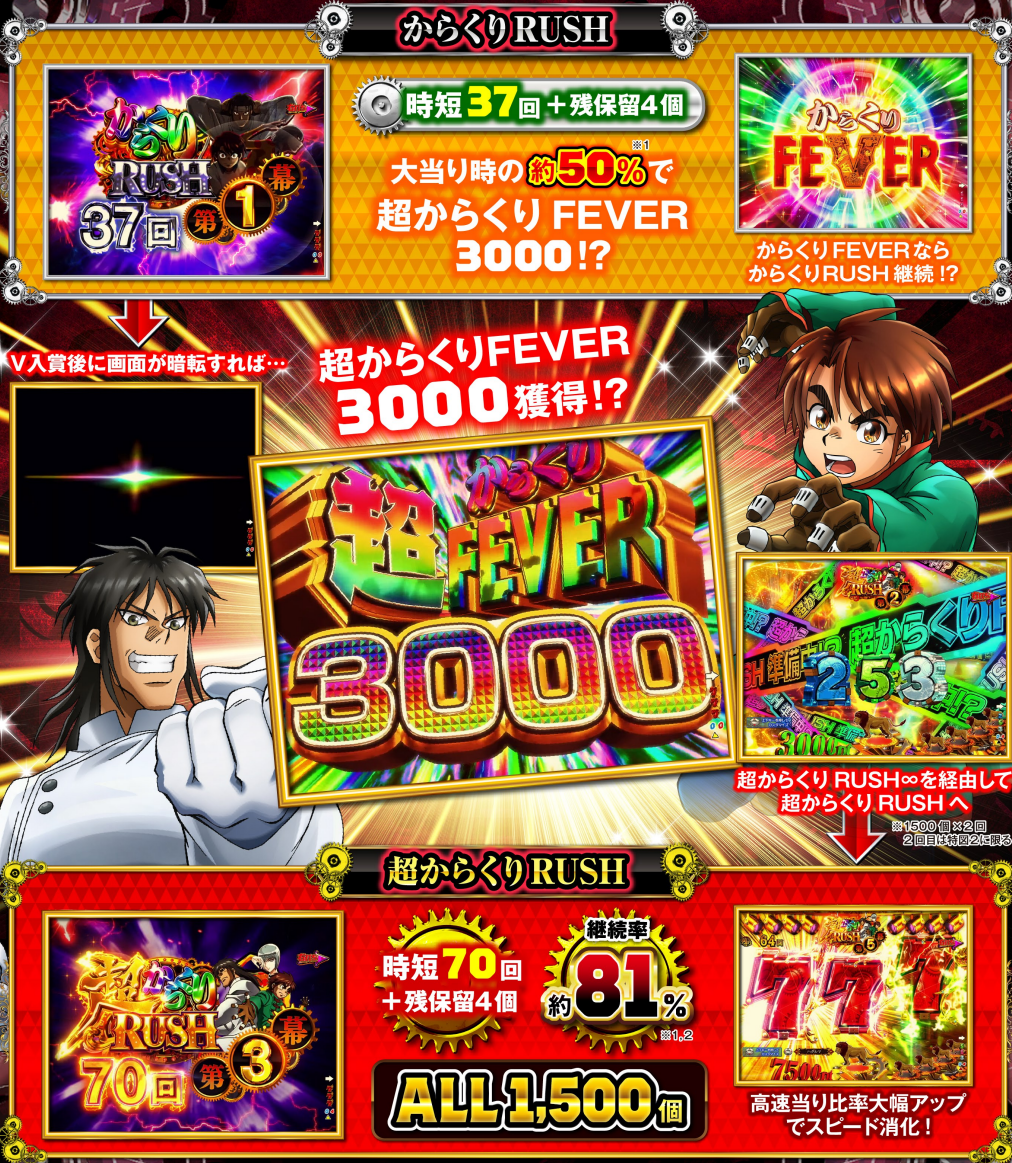 からくりRUSH
からくり
RUSH
37回
第1幕
時短37回+残保留4個
※1
大当り時の約50%で
超からくりFEVER
3000!?
からくり
FEVER
からくりFEVERなら
からくりRUSH継続!?
V入賞後に画面が暗転すれば…
超からくりFEVER
3000獲得!?
超からくり
FEVER
3000
RUSH
253
超からくりRUSH∞を経由して
超からくりRUSHへ
※1500個×2回
2回目は特図2に限る
超からくりRUSH
超からくり
RUSH
70回
第3幕
時短70回
+残保留4個
継続率
約81%
※1,2
ALL1,500個
RUSH
777
7500
高速当り比率大幅アップ
でスピード消化!